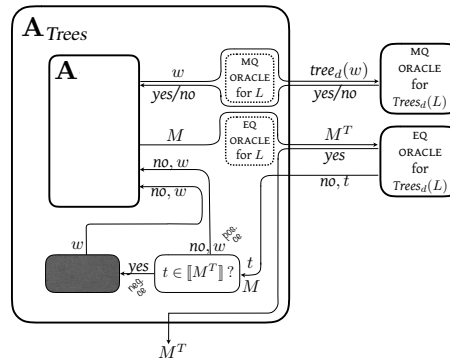 A_Trees
A
w
yes/no
MQ
ORACLE
for L
tree_d(w)
yes/no
MQ
ORACLE
for
Trees_d(L)
M
EQ
ORACLE
for L
M^T
yes
no, t
EQ
ORACLE
for
Trees_d(L)
no, w
no, w
w
no, w
pos.
ce
yes
neg.
ce
t ∈ ⟦M^T⟧ ?
t
M
M^T